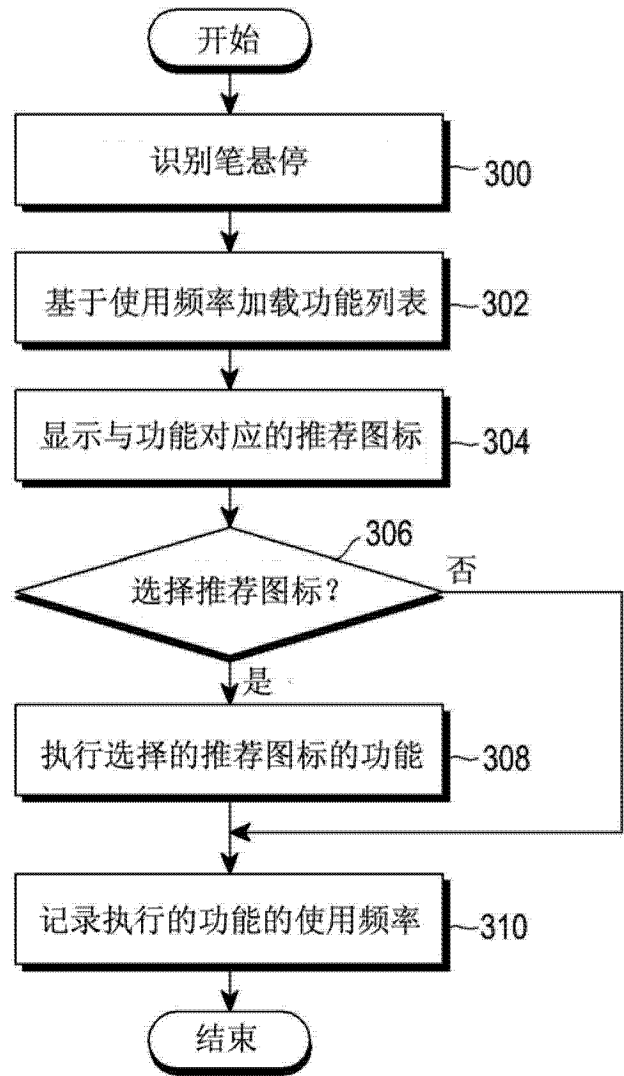 开始
识别笔悬停
300
基于使用频率加载功能列表
302
显示与功能对应的推荐图标
304
306
选择推荐图标?
否
是
执行选择的推荐图标的功能
308
记录执行的功能的使用频率
310
结束